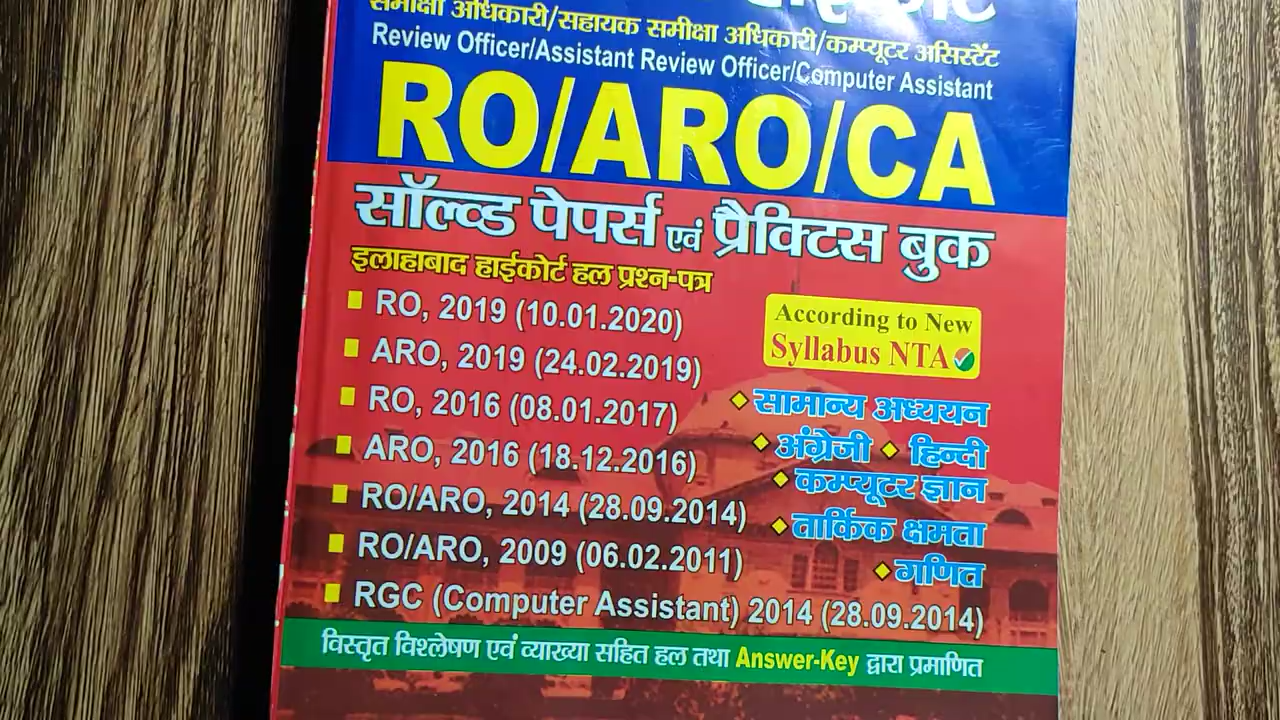 समीक्षा अधिकारी/सहायक समीक्षा अधिकारी/कम्प्यूटर असिस्टेंट
Review Officer/Assistant Review Officer/Computer Assistant
RO/ARO/CA
सॉल्व्ड पेपर्स एवं प्रैक्टिस बुक
इलाहाबाद हाईकोर्ट हल प्रश्न-पत्र
RO, 2019 (10.01.2020)
ARO, 2019 (24.02.2019)
RO, 2016 (08.01.2017)
ARO, 2016 (18.12.2016)
RO/ARO, 2014 (28.09.2014)
RO/ARO, 2009 (06.02.2011)
RGC (Computer Assistant) 2014 (28.09.2014)
According to New
Syllabus NTA
सामान्य अध्ययन
अंग्रेजी हिन्दी
कम्प्यूटर ज्ञान
तार्किक क्षमता
गणित
विस्तृत विश्लेषण एवं व्याख्या सहित हल तथा Answer-Key द्वारा प्रमाणित